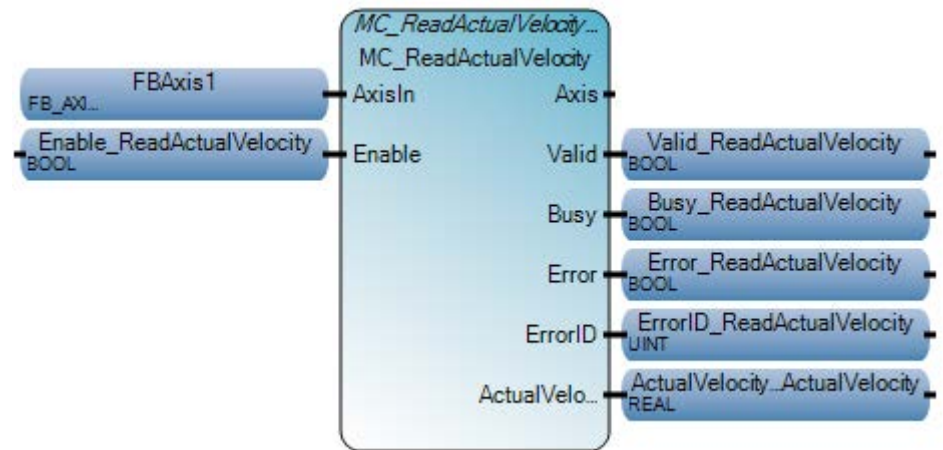 MC_ReadActualVelocity...
MC_ReadActualVelocity
FBAxis1
FB_AXI...
AxisIn
Axis
Enable_ReadActualVelocity
BOOL
Enable
Valid
Valid_ReadActualVelocity
BOOL
Busy
Busy_ReadActualVelocity
BOOL
Error
Error_ReadActualVelocity
BOOL
ErrorID
ErrorID_ReadActualVelocity
UINT
ActualVelo...
ActualVelocity...ActualVelocity
REAL